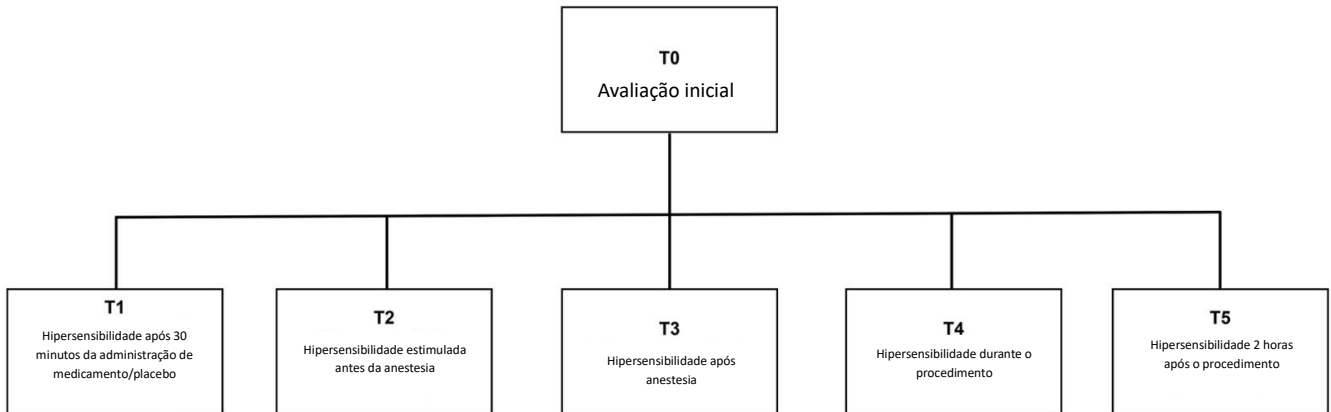 T0
Avaliação inicial
T1
Hipersensibilidade após 30
minutos da administração de
medicamento/placebo
T2
Hipersensibilidade estimulada
antes da anestesia
T3
Hipersensibilidade após
anestesia
T4
Hipersensibilidade durante o
procedimento
T5
Hipersensibilidade 2 horas
após o procedimento